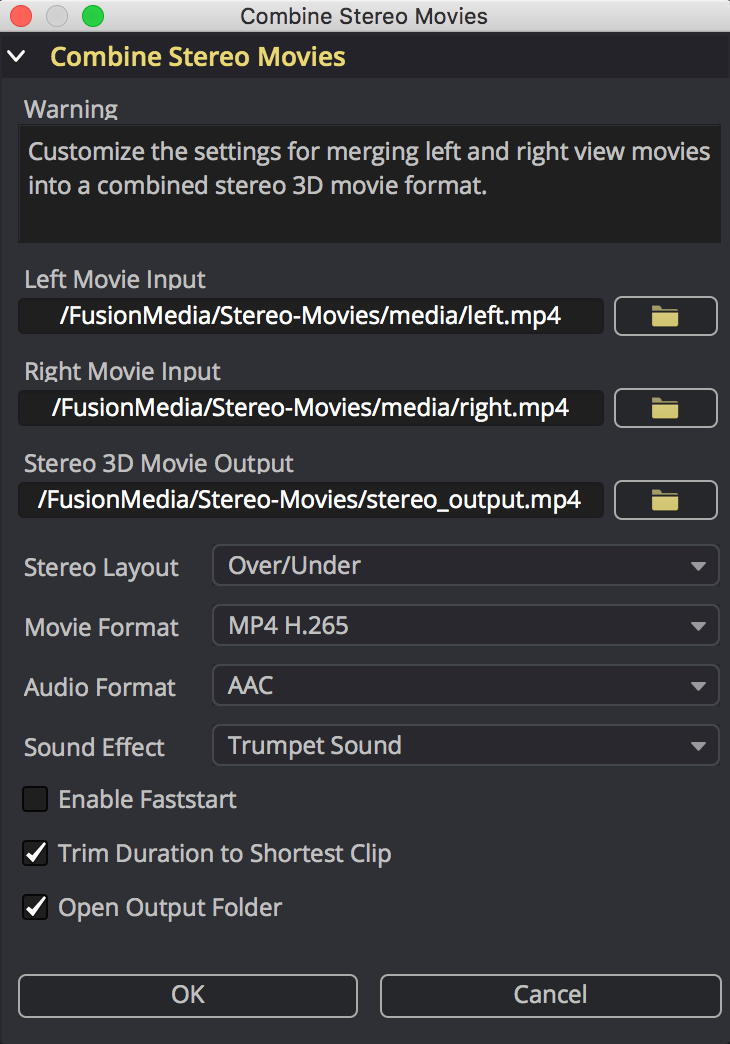 Combine Stereo Movies
Combine Stereo Movies
Warning
Customize the settings for merging left and right view movies
into a combined stereo 3D movie format.
Left Movie Input
/FusionMedia/Stereo-Movies/media/left.mp4
Right Movie Input
/FusionMedia/Stereo-Movies/media/right.mp4
Stereo 3D Movie Output
/FusionMedia/Stereo-Movies/stereo_output.mp4
Stereo Layout Over/Under
Movie Format MP4 H.265
Audio Format AAC
Sound Effect Trumpet Sound
Enable Faststart
Trim Duration to Shortest Clip
Open Output Folder
OK Cancel